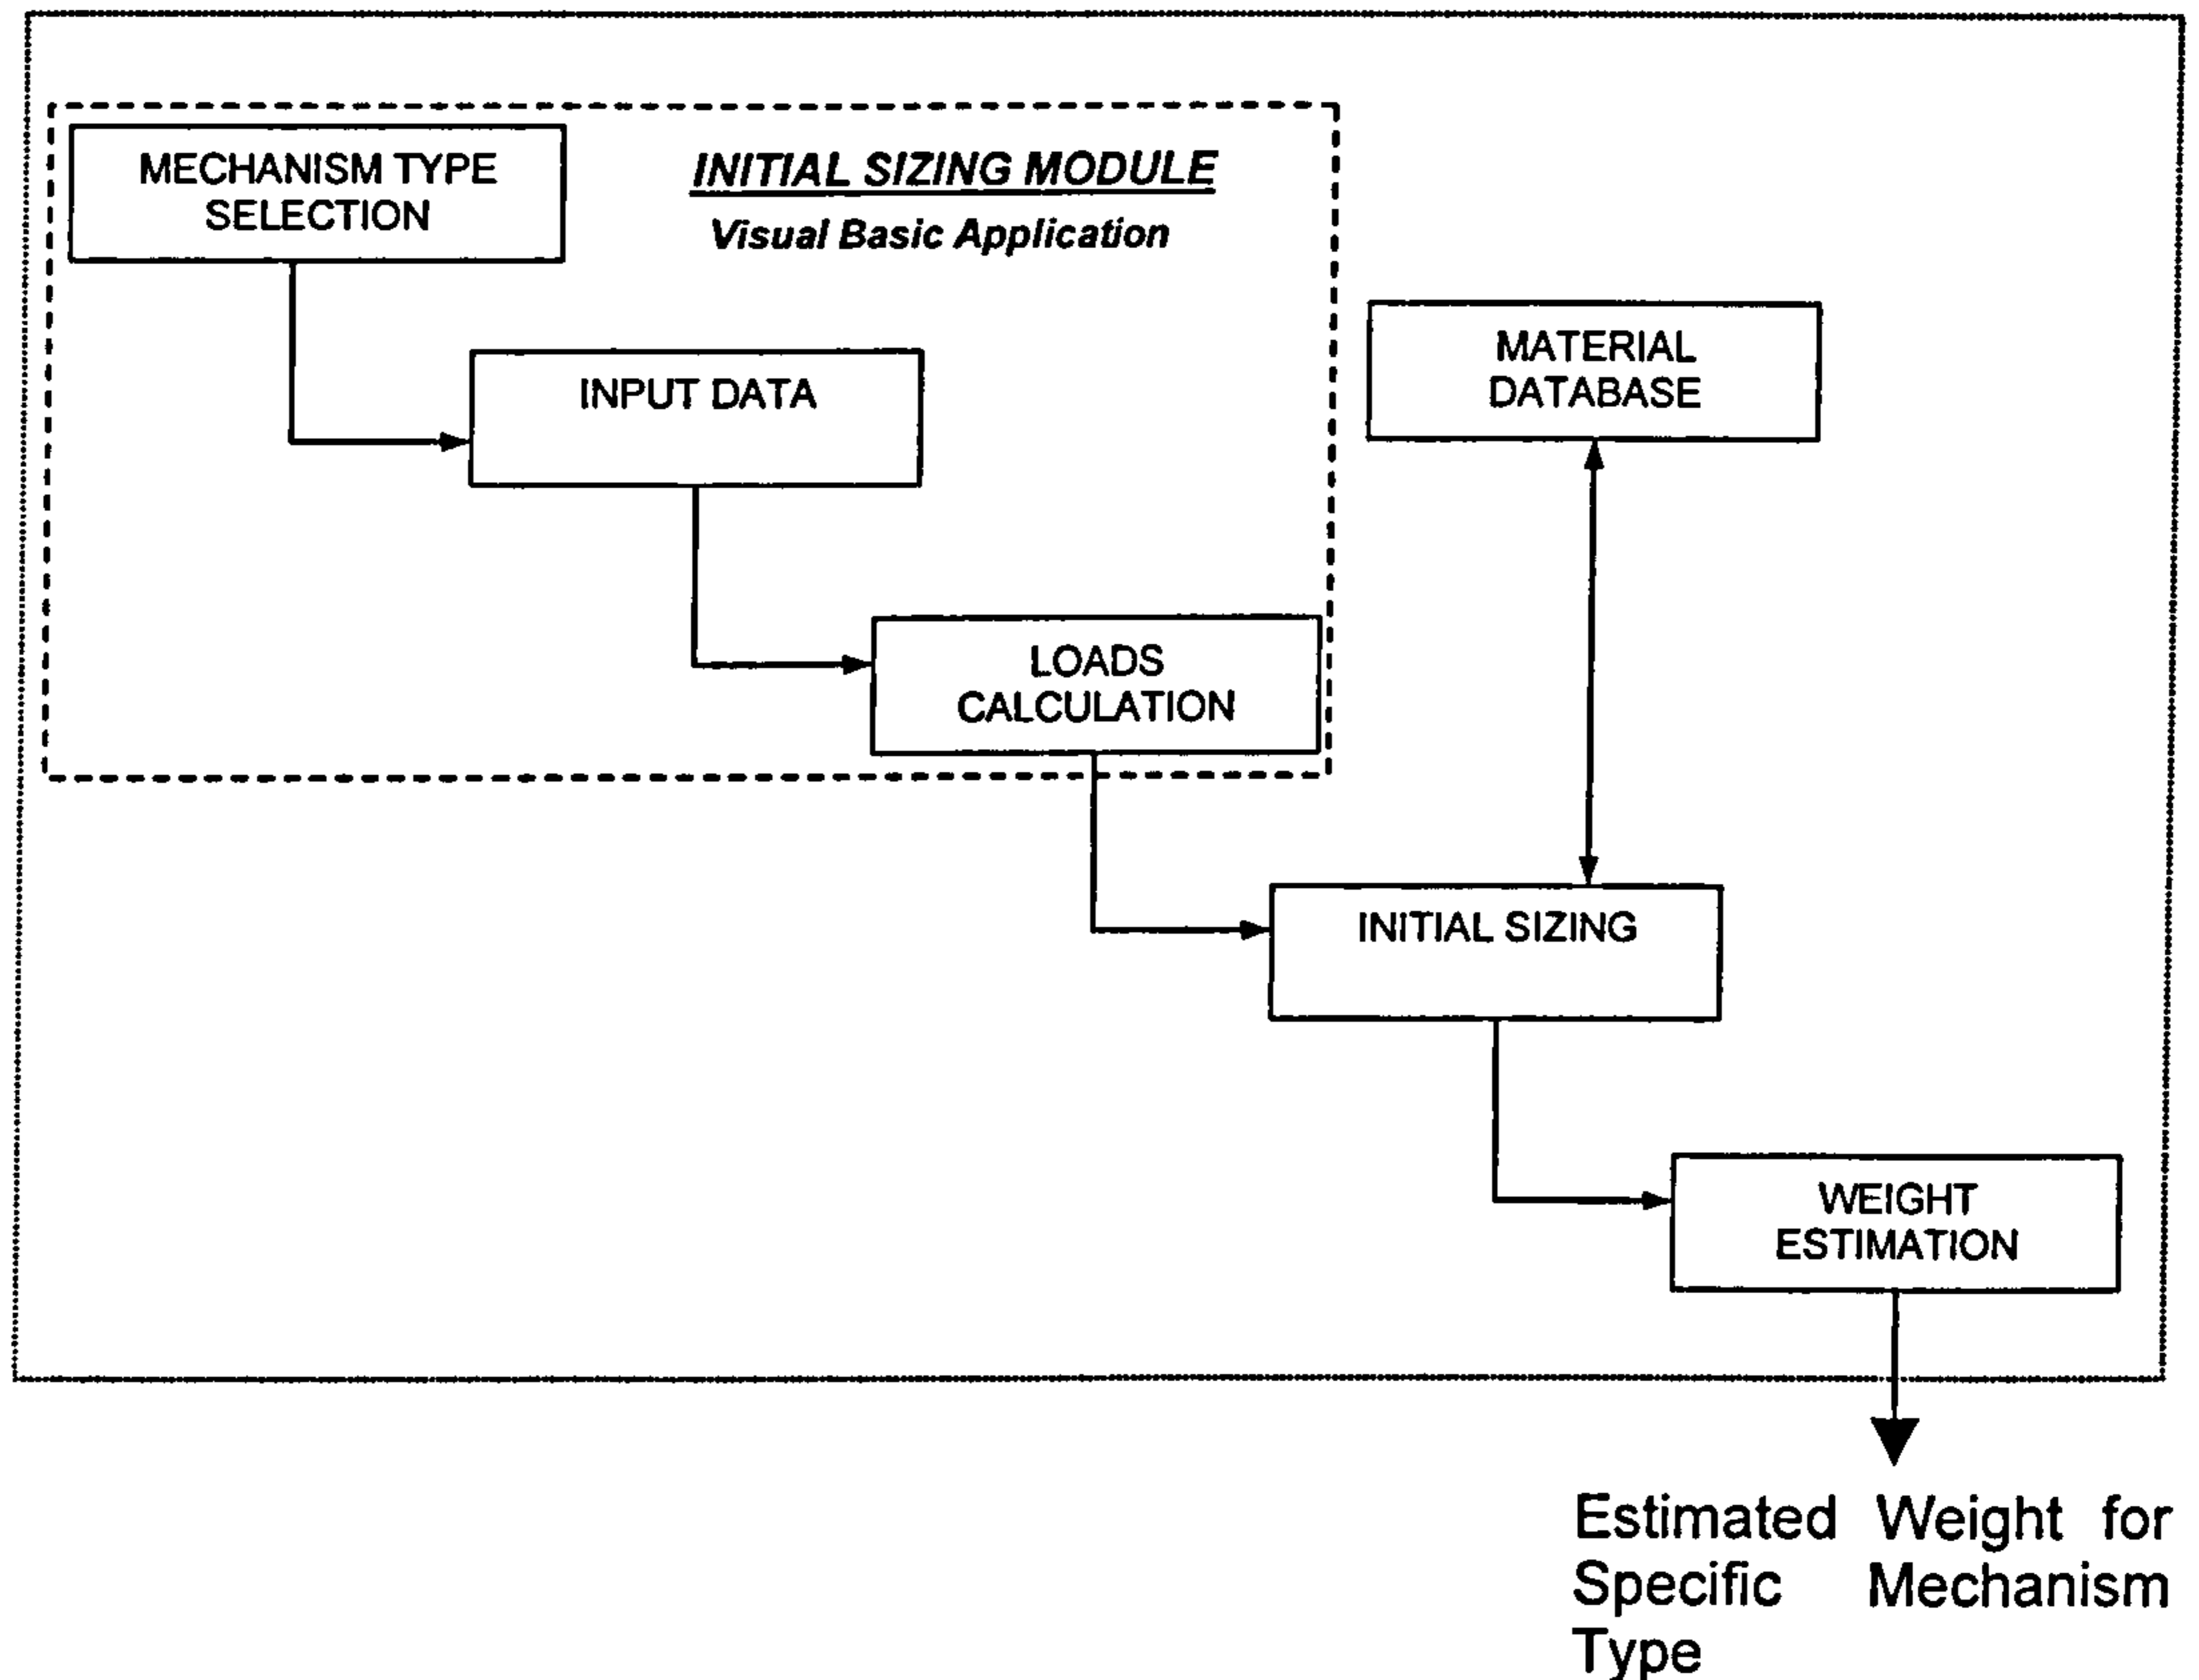 MECHANISM TYPE
SELECTION
INITIAL SIZING MODULE
Visual Basic Application
INPUT DATA
MATERIAL
DATABASE
LOADS
CALCULATION
INITIAL SIZING
WEIGHT
ESTIMATION
Estimated Weight for
Specific Mechanism
Type